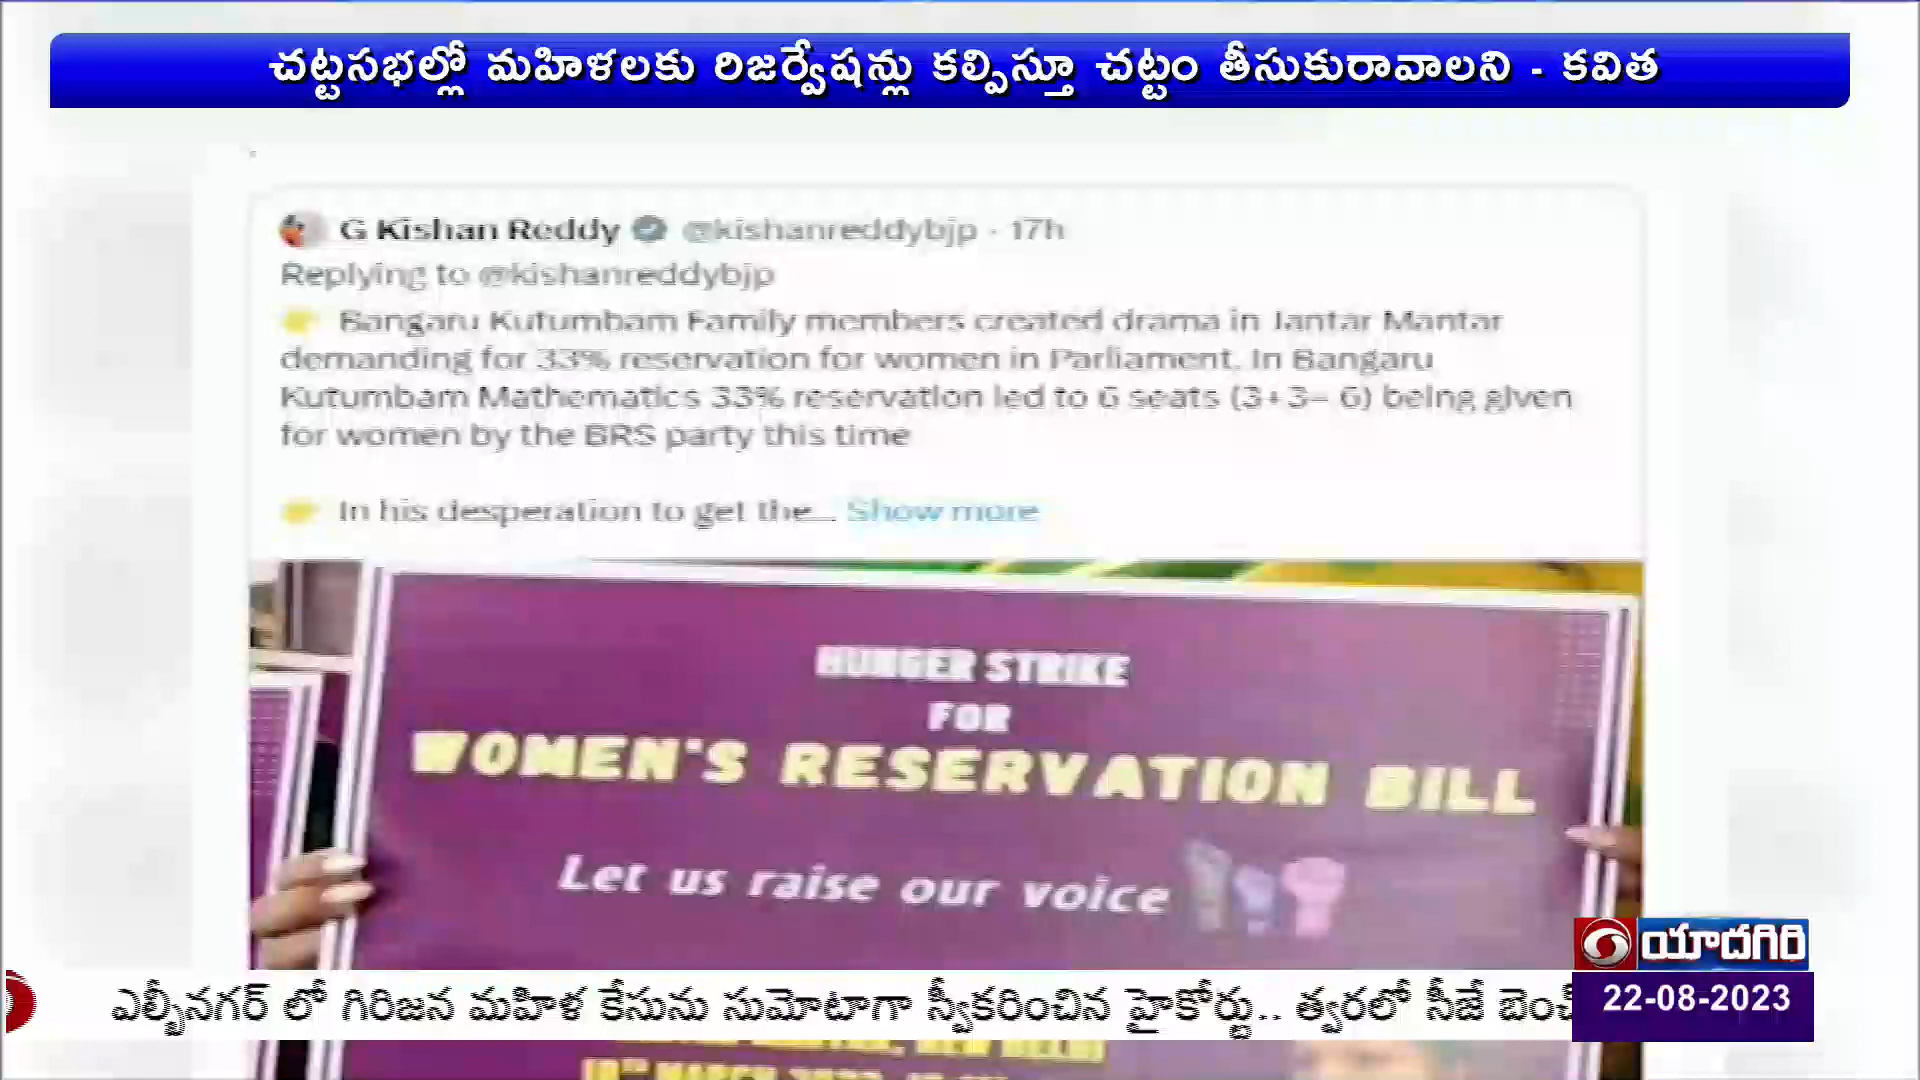 చట్టసభల్లో మహిళలకు రిజర్వేషన్లు కల్పిస్తూ చట్టం తీసుకురావాలని - కవిత
G Kishan Reddy @kishanreddybjp · 17h
Replying to @kishanreddybjp
👉 Bangaru Kutumbam Family members created drama in Jantar Mantar
demanding for 33% reservation for women in Parliament. In Bangaru
Kutumbam Mathematics 33% reservation led to 6 seats (3+3= 6) being given
for women by the BRS party this time
👉 In his desperation to get the... Show more
HUNGER STRIKE
FOR
WOMEN'S RESERVATION BILL
Let us raise our voice
యాదగిరి
22-08-2023
ఎల్బీనగర్ లో గిరిజన మహిళ కేసును సుమోటాగా స్వీకరించిన హైకోర్టు.. త్వరలో సీజే